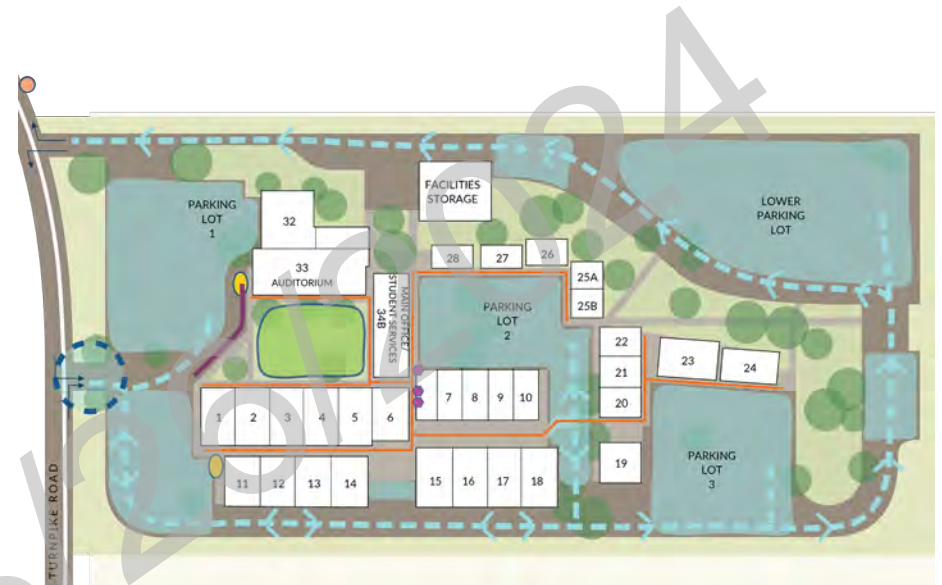 FACILITIES
STORAGE
PARKING
LOT
1
LOWER
PARKING
LOT
32
33
AUDITORIUM
28
27
26
25A
25B
MAIN OFFICE/
STUDENT SERVICES
34B
PARKING
LOT
2
22
21
20
23
24
1
2
3
4
5
6
7
8
9
10
19
PARKING
LOT
3
11
12
13
14
15
16
17
18
TURNPIKE ROAD